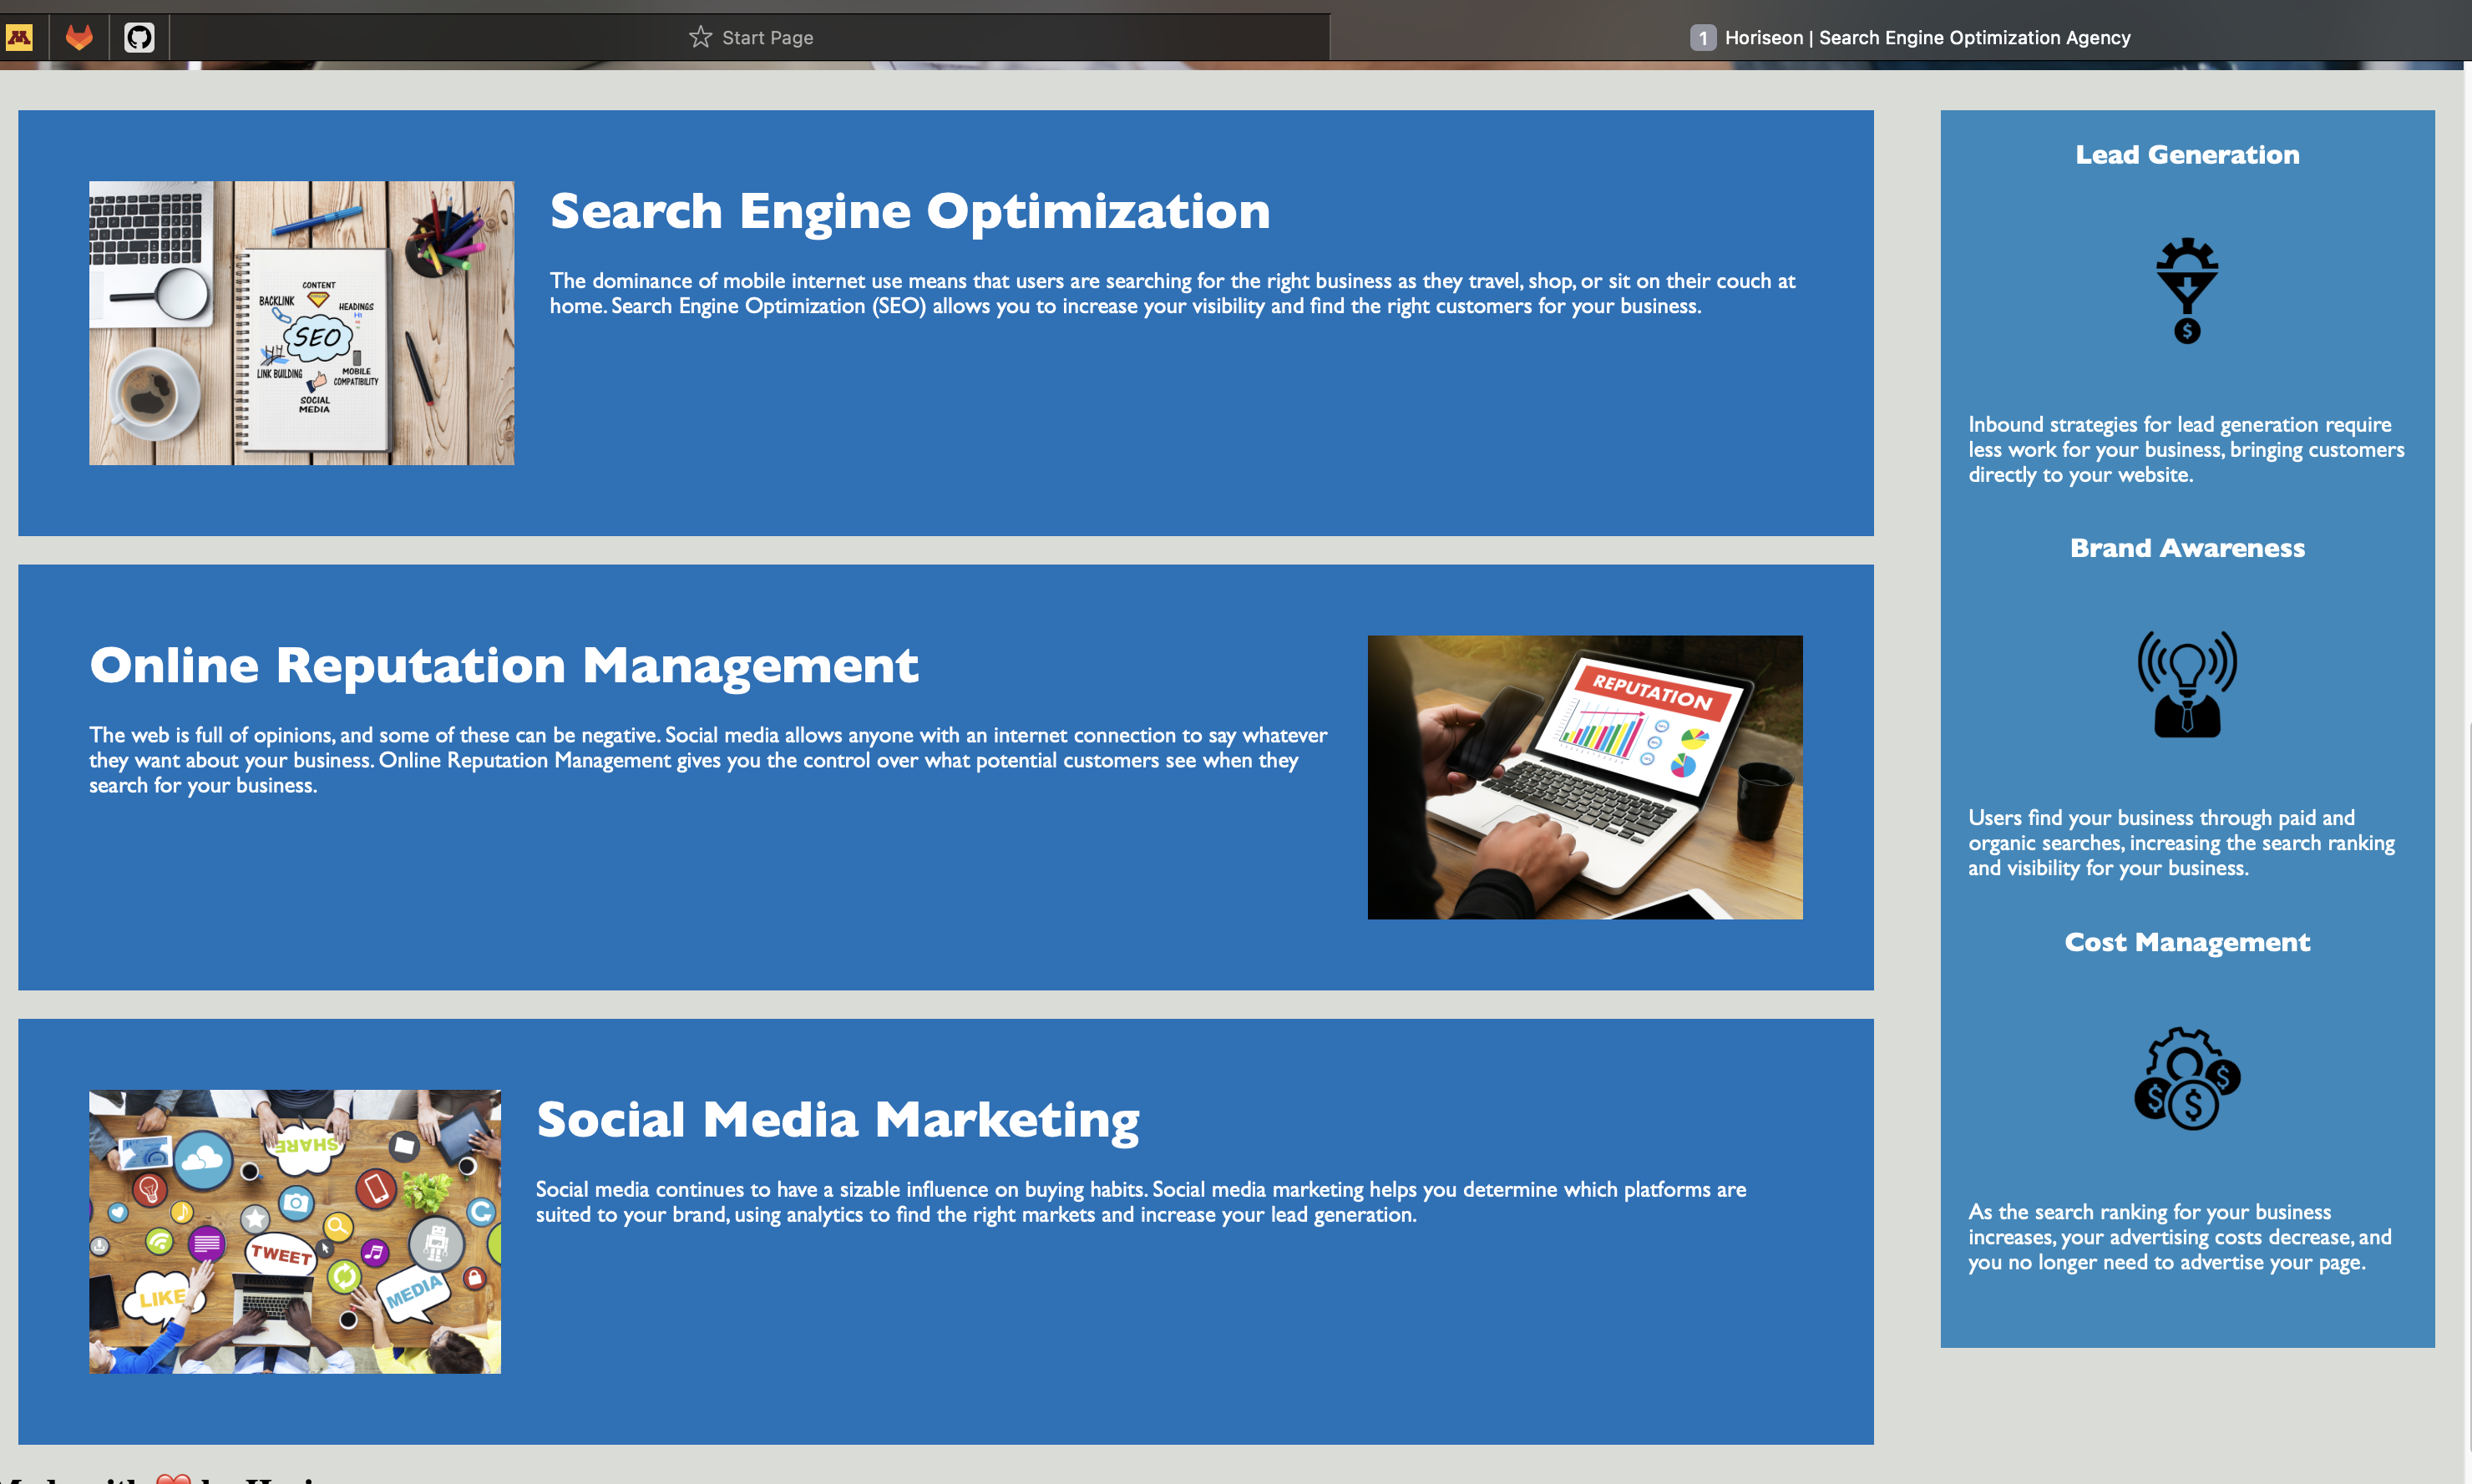 Start Page
1 Horiseon | Search Engine Optimization Agency
Search Engine Optimization
The dominance of mobile internet use means that users are searching for the right business as they travel, shop, or sit on their couch at
home. Search Engine Optimization (SEO) allows you to increase your visibility and find the right customers for your business.
CONTENT
BACKLINK
HEADINGS
H1
SEO
LINK BUILDING
MOBILE
COMPATIBILITY
SOCIAL
MEDIA
Online Reputation Management
The web is full of opinions, and some of these can be negative. Social media allows anyone with an internet connection to say whatever
they want about your business. Online Reputation Management gives you the control over what potential customers see when they
search for your business.
REPUTATION
Social Media Marketing
Social media continues to have a sizable influence on buying habits. Social media marketing helps you determine which platforms are
suited to your brand, using analytics to find the right markets and increase your lead generation.
SHARE
TWEET
LIKE
MEDIA
Lead Generation
$
Inbound strategies for lead generation require
less work for your business, bringing customers
directly to your website.
Brand Awareness
Users find your business through paid and
organic searches, increasing the search ranking
and visibility for your business.
Cost Management
$
$
$
As the search ranking for your business
increases, your advertising costs decrease, and
you no longer need to advertise your page.